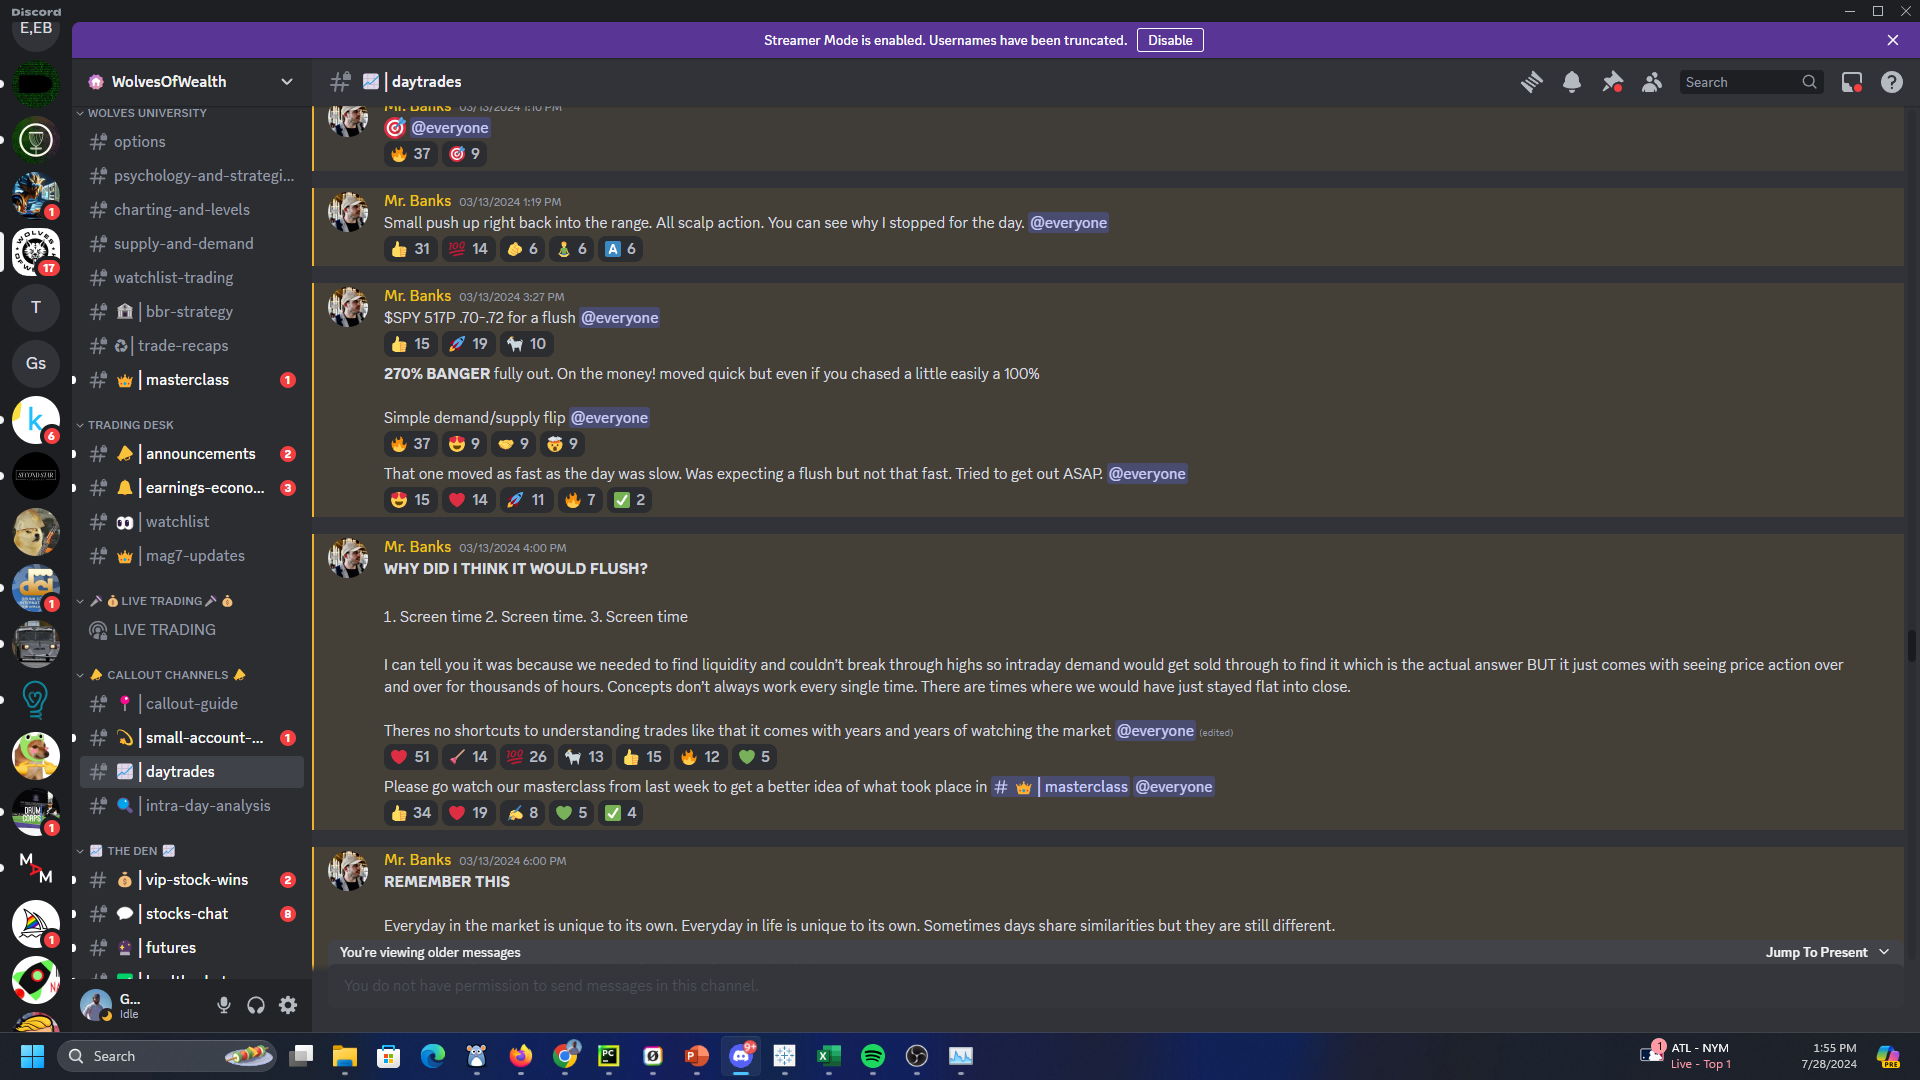 Discord
E,EB
Streamer Mode is enabled. Usernames have been truncated. Disable
WolvesOfWealth
WOLVES UNIVERSITY
options
psychology-and-strategi...
charting-and-levels
supply-and-demand
watchlist-trading
| bbr-strategy
| trade-recaps
| masterclass 1
TRADING DESK
| announcements 2
| earnings-econo... 3
| watchlist
| mag7-updates
LIVE TRADING
LIVE TRADING
CALLOUT CHANNELS
| callout-guide
| small-account-... 1
| daytrades
| intra-day-analysis
THE DEN
| vip-stock-wins 2
| stocks-chat 8
| futures
1
WOLVES
17
T
Gs
k
6
SECOND STAR
dci
1
DRUM CORPS
1
M A M
1
G...
Idle
| daytrades
Search
Mr. Banks 03/13/2024 1:10 PM
@everyone
37 9
Mr. Banks 03/13/2024 1:19 PM
Small push up right back into the range. All scalp action. You can see why I stopped for the day. @everyone
31 100 14 6 6 A 6
Mr. Banks 03/13/2024 3:27 PM
$SPY 517P .70-.72 for a flush @everyone
15 19 10
270% BANGER fully out. On the money! moved quick but even if you chased a little easily a 100%
Simple demand/supply flip @everyone
37 9 9 9
That one moved as fast as the day was slow. Was expecting a flush but not that fast. Tried to get out ASAP. @everyone
15 14 11 7 2
Mr. Banks 03/13/2024 4:00 PM
WHY DID I THINK IT WOULD FLUSH?
1. Screen time 2. Screen time. 3. Screen time
I can tell you it was because we needed to find liquidity and couldn't break through highs so intraday demand would get sold through to find it which is the actual answer BUT it just comes with seeing price action over
and over for thousands of hours. Concepts don't always work every single time. There are times where we would have just stayed flat into close.
Theres no shortcuts to understanding trades like that it comes with years and years of watching the market @everyone (edited)
51 14 100 26 13 15 12 5
Please go watch our masterclass from last week to get a better idea of what took place in # | masterclass @everyone
34 19 8 5 4
Mr. Banks 03/13/2024 6:00 PM
REMEMBER THIS
Everyday in the market is unique to its own. Everyday in life is unique to its own. Sometimes days share similarities but they are still different.
You're viewing older messages Jump To Present
You do not have permission to send messages in this channel.
Search
PC
P
9+
X
1
ATL - NYM
Live - Top 1
1:55 PM
7/28/2024
PRE